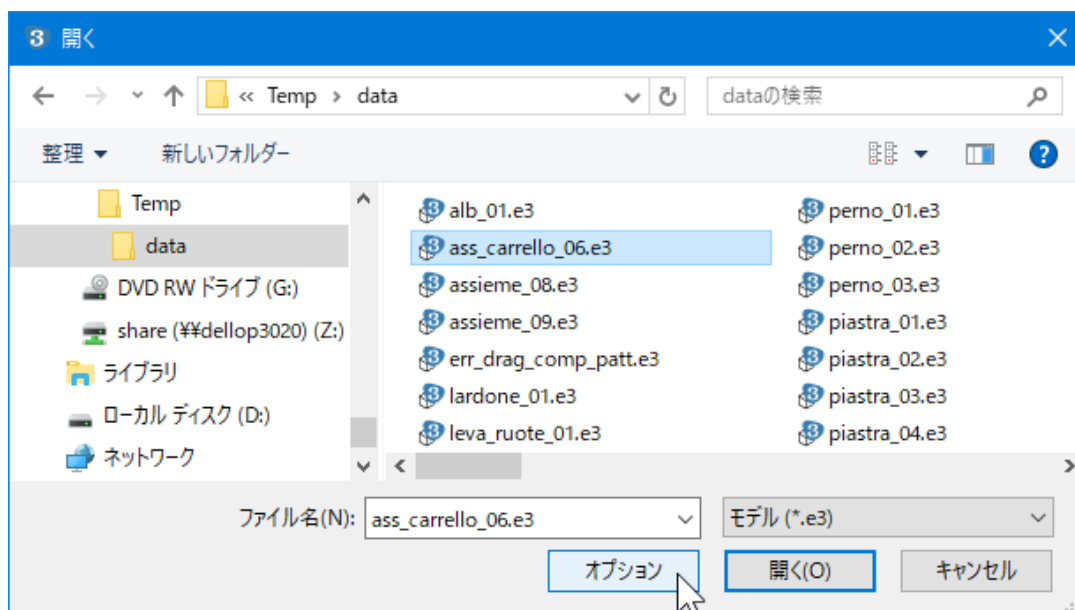 3 開く
« Temp › data
dataの検索
整理
新しいフォルダー
?
Temp
data
DVD RW ドライブ (G:)
share (¥¥dellop3020) (Z:)
ライブラリ
ローカル ディスク (D:)
ネットワーク
alb_01.e3
ass_carrello_06.e3
assieme_08.e3
assieme_09.e3
err_drag_comp_patt.e3
lardone_01.e3
leva_ruote_01.e3
perno_01.e3
perno_02.e3
perno_03.e3
piastra_01.e3
piastra_02.e3
piastra_03.e3
piastra_04.e3
ファイル名(N): ass_carrello_06.e3
モデル (*.e3)
オプション
開く(O)
キャンセル